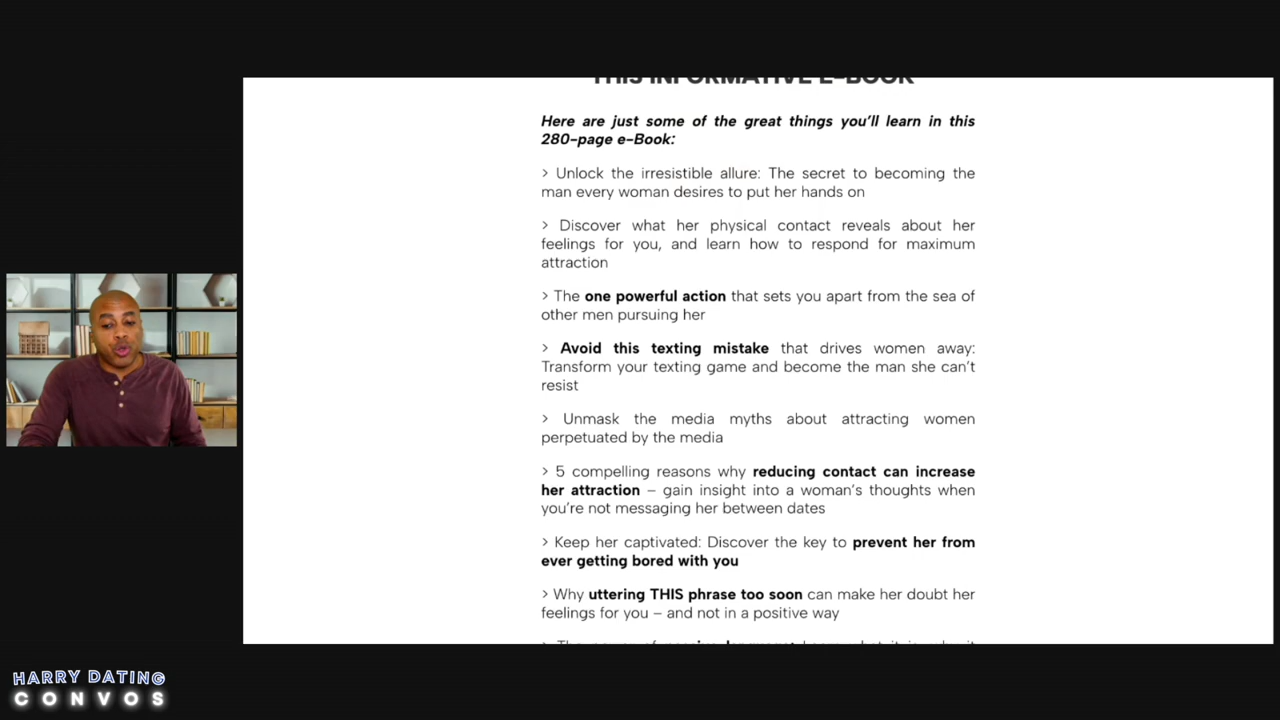 THIS INFORMATIVE E-BOOK
Here are just some of the great things you'll learn in this
280-page e-Book:
> Unlock the irresistible allure: The secret to becoming the
man every woman desires to put her hands on
> Discover what her physical contact reveals about her
feelings for you, and learn how to respond for maximum
attraction
> The one powerful action that sets you apart from the sea of
other men pursuing her
> Avoid this texting mistake that drives women away:
Transform your texting game and become the man she can't
resist
> Unmask the media myths about attracting women
perpetuated by the media
> 5 compelling reasons why reducing contact can increase
her attraction – gain insight into a woman's thoughts when
you're not messaging her between dates
> Keep her captivated: Discover the key to prevent her from
ever getting bored with you
> Why uttering THIS phrase too soon can make her doubt her
feelings for you – and not in a positive way
HARRY DATING
CONVOS